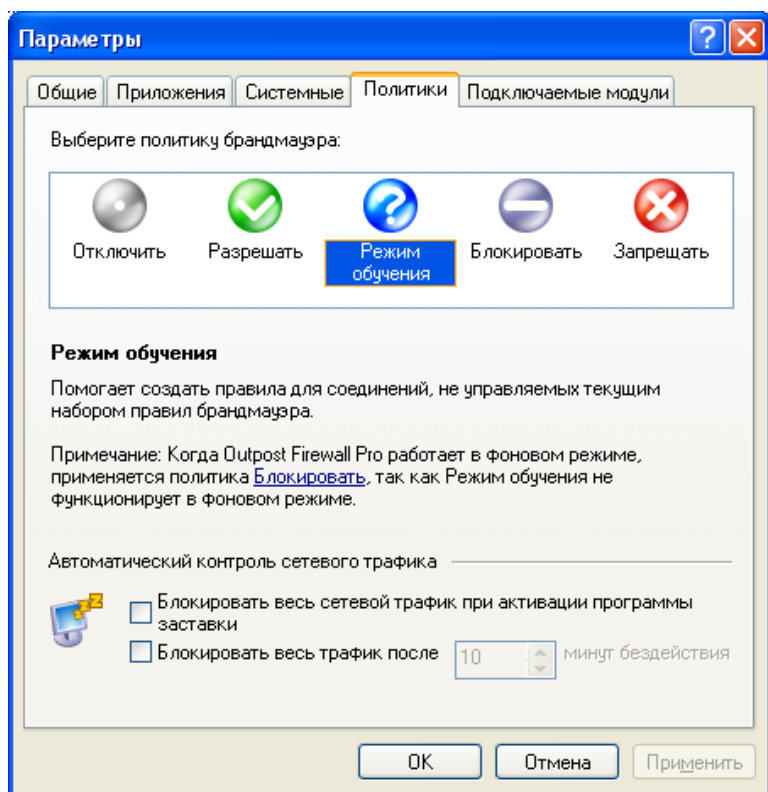 Параметры
Общие Приложения Системные Политики Подключаемые модули
Выберите политику брандмауэра:
Отключить Разрешать Режим обучения Блокировать Запрещать
Режим обучения
Помогает создать правила для соединений, не управляемых текущим
набором правил брандмауэра.
Примечание: Когда Outpost Firewall Pro работает в фоновом режиме,
применяется политика Блокировать, так как Режим обучения не
функционирует в фоновом режиме.
Автоматический контроль сетевого трафика
Блокировать весь сетевой трафик при активации программы
заставки
Блокировать весь трафик после 10 минут бездействия
OK Отмена Применить